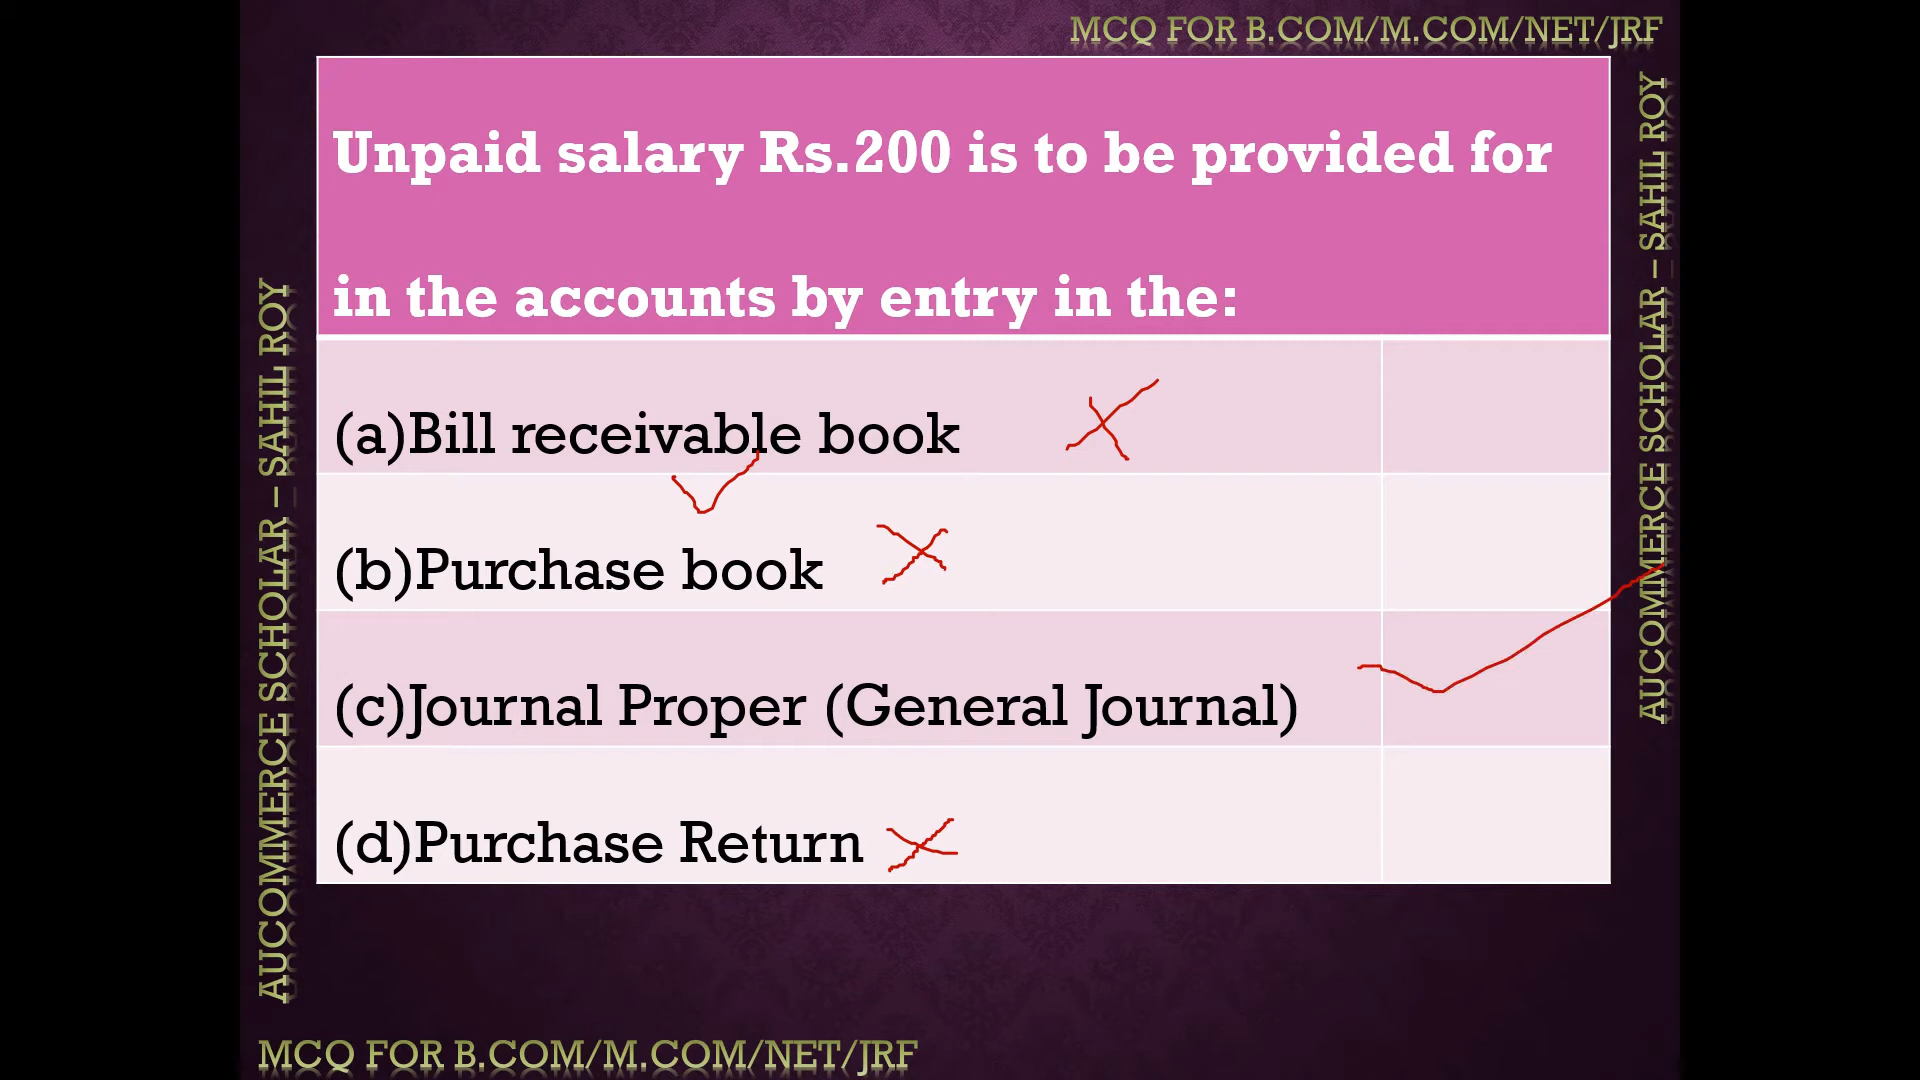 MCQ FOR B.COM/M.COM/NET/JRF
Unpaid salary Rs.200 is to be provided for
in the accounts by entry in the:
(a)Bill receivable book
(b)Purchase book
(c)Journal Proper (General Journal)
(d)Purchase Return
AUCOMMERCE SCHOLAR – SAHIL ROY
AUCOMMERCE SCHOLAR – SAHIL ROY
MCQ FOR B.COM/M.COM/NET/JRF